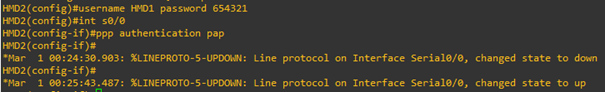 HMD2(config)#username HMD1 password 654321
HMD2(config)#int s0/0
HMD2(config-if)#ppp authentication pap
HMD2(config-if)#
*Mar  1 00:24:30.903: %LINEPROTO-5-UPDOWN: Line protocol on Interface Serial0/0, changed state to down
HMD2(config-if)#
*Mar  1 00:25:43.487: %LINEPROTO-5-UPDOWN: Line protocol on Interface Serial0/0, changed state to up